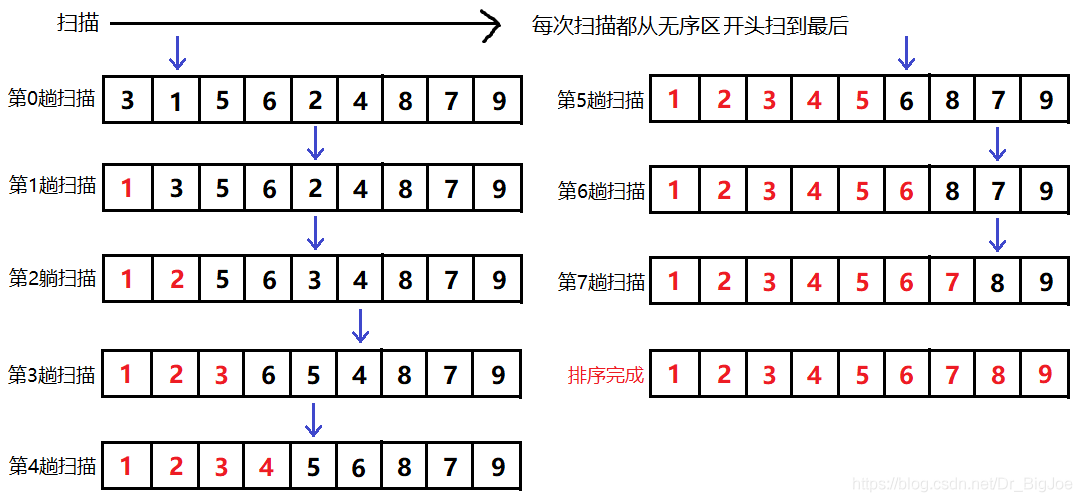 扫描
每次扫描都从无序区开头扫到最后
第0趟扫描 3 1 5 6 2 4 8 7 9
第1趟扫描 1 3 5 6 2 4 8 7 9
第2躺扫描 1 2 5 6 3 4 8 7 9
第3趟扫描 1 2 3 6 5 4 8 7 9
第4趟扫描 1 2 3 4 5 6 8 7 9
第5趟扫描 1 2 3 4 5 6 8 7 9
第6趟扫描 1 2 3 4 5 6 8 7 9
第7趟扫描 1 2 3 4 5 6 7 8 9
排序完成 1 2 3 4 5 6 7 8 9
https://blog.csdn.net/Dr_BigJoe